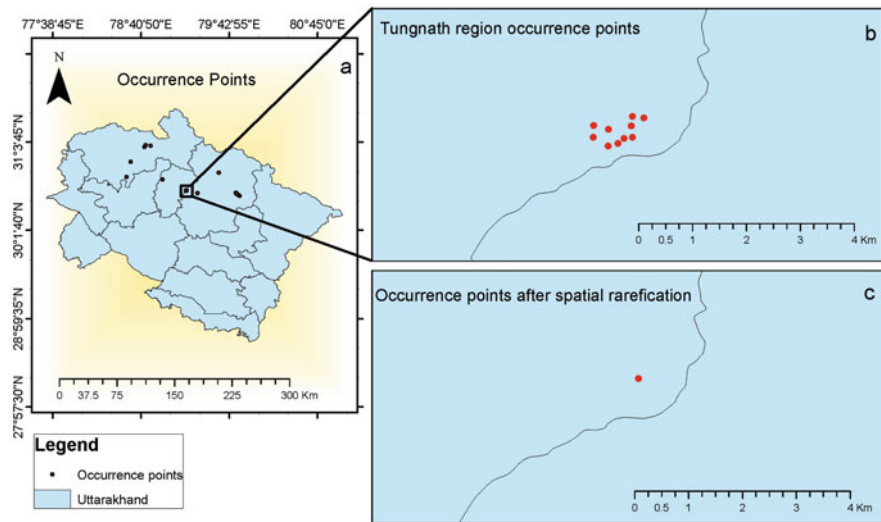 77°38'45"E 78°40'50"E 79°42'55"E 80°45'0"E
Tungnath region occurrence points
b
N
Occurrence Points
a
31°3'45"N
30°1'40"N
28°59'35"N
27°57'30"N
0 0.5 1 2 3 4 Km
Occurrence points after spatial rarefication
c
0 37.5 75 150 225 300 Km
Legend
Occurrence points
Uttarakhand
0 0.5 1 2 3 4 Km